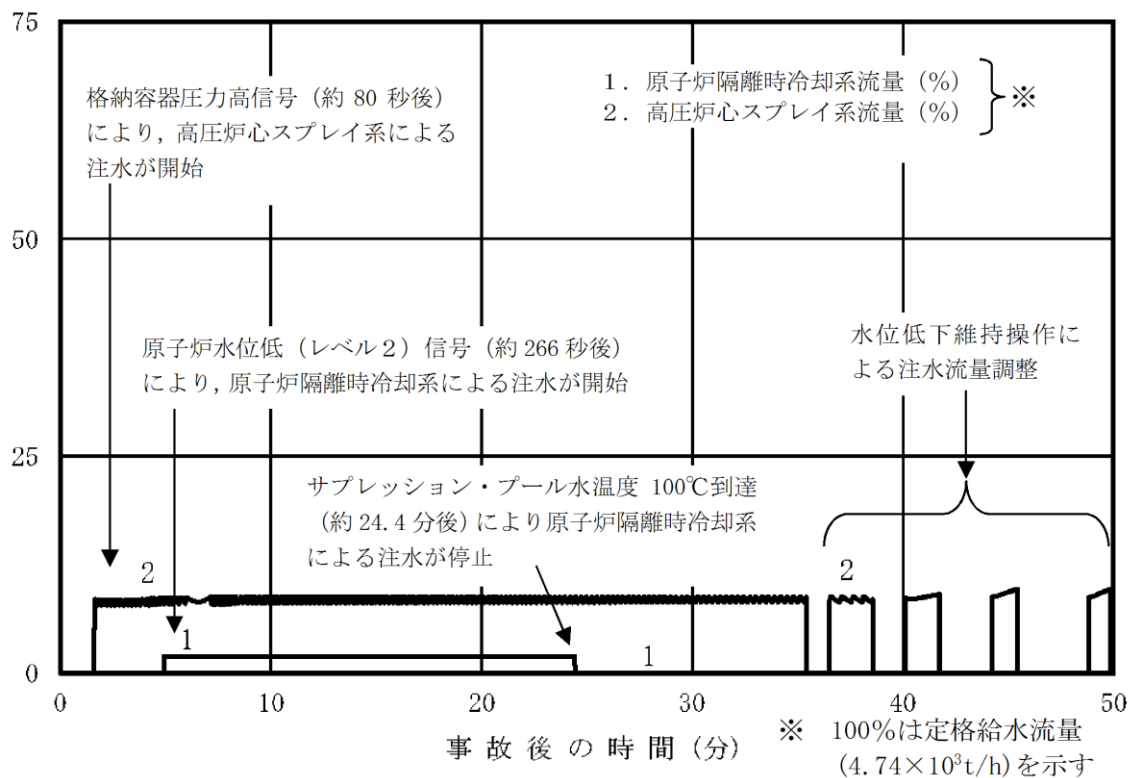 75
格納容器圧力高信号（約 80 秒後）
により, 高圧炉心スプレイ系による
注水が開始
1. 原子炉隔離時冷却系流量（%）
2. 高圧炉心スプレイ系流量（%）
※
50
原子炉水位低（レベル２）信号（約 266 秒後）
により, 原子炉隔離時冷却系による注水が開始
水位低下維持操作に
よる注水流量調整
25
サプレッション・プール水温度 100℃到達
（約 24.4 分後）により原子炉隔離時冷却系
による注水が停止
2
2
1
1
0
0
10
20
30
40
50
事故後の時間（分）
※ 100%は定格給水流量
(4.74×10³t/h)を示す